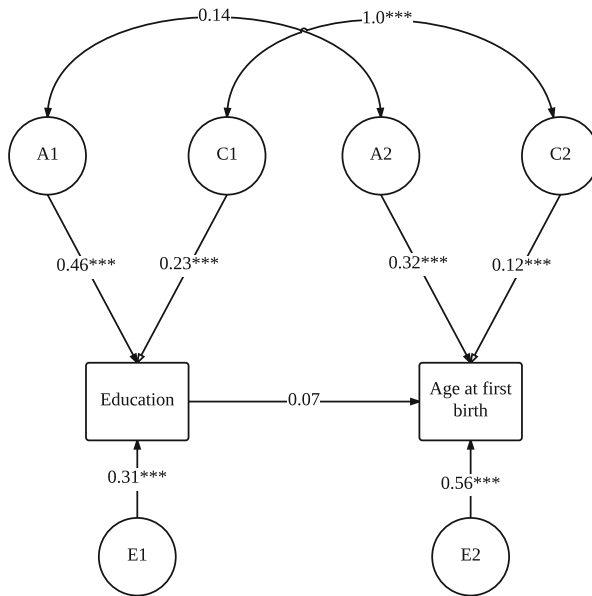 0.14
1.0***
A1
C1
A2
C2
0.46***
0.23***
0.32***
0.12***
Education
0.07
Age at first
birth
0.31***
0.56***
E1
E2